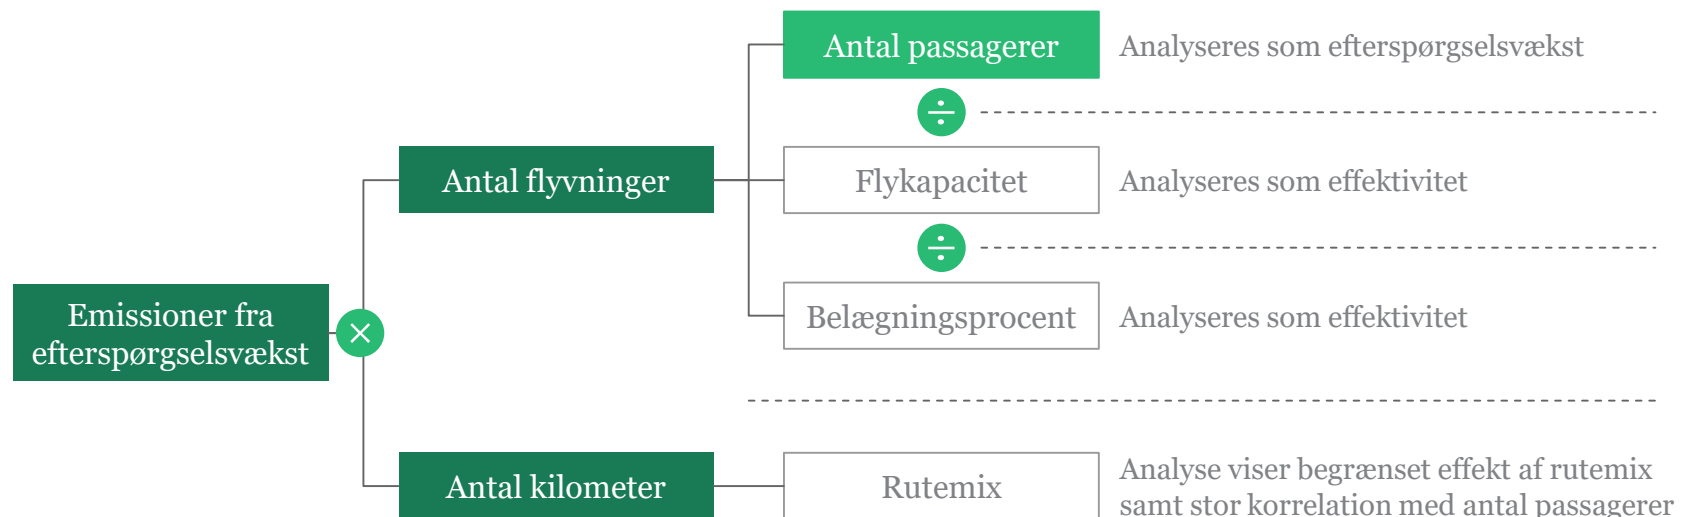 Antal passagerer
Analyseres som efterspørgselsvækst
÷
Antal flyvninger
Flykapacitet
Analyseres som effektivitet
÷
Emissioner fra
efterspørgselsvækst
×
Belægningsprocent
Analyseres som effektivitet
Antal kilometer
Rutemix
Analyse viser begrænset effekt af rutemix
samt stor korrelation med antal passagerer